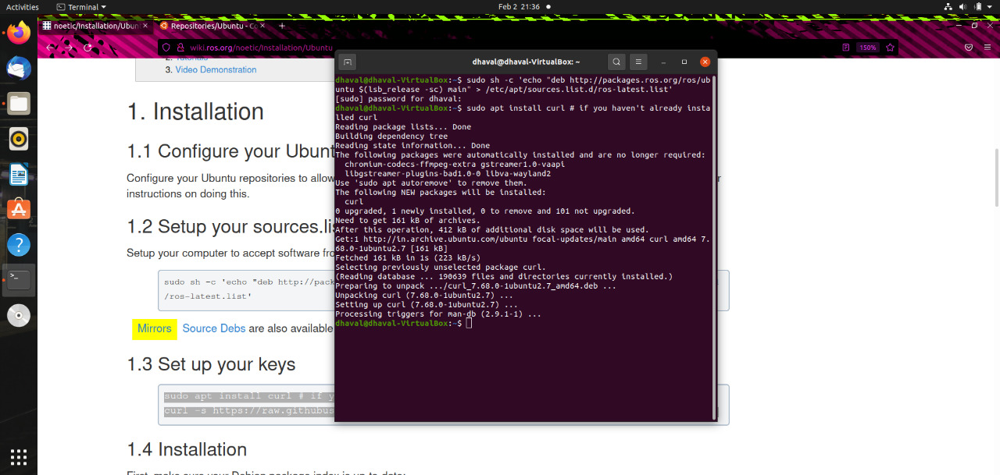 Activities
Terminal
Feb 2 21:36
noetic/Installation/Ubun
Repositories/Ubuntu - Co
wiki.ros.org/noetic/Installation/Ubuntu
150%
2. Tutorials
3. Video Demonstration
1. Installation
1.1 Configure your Ubunt
Configure your Ubuntu repositories to allow
instructions on doing this.
1.2 Setup your sources.lis
Setup your computer to accept software fro
sudo sh -c 'echo "deb http://pack
/ros-latest.list'
Mirrors Source Debs are also available
1.3 Set up your keys
sudo apt install curl # if y
curl -s https://raw.githubus
1.4 Installation
First, make sure your Debian package index is up-to-date:
dhaval@dhaval-VirtualBox: ~
dhaval@dhaval-VirtualBox:~$ sudo sh -c 'echo "deb http://packages.ros.org/ros/ub
untu $(lsb_release -sc) main" > /etc/apt/sources.list.d/ros-latest.list'
[sudo] password for dhaval:
dhaval@dhaval-VirtualBox:~$ sudo apt install curl # if you haven't already insta
lled curl
Reading package lists... Done
Building dependency tree
Reading state information... Done
The following packages were automatically installed and are no longer required:
chromium-codecs-ffmpeg-extra gstreamer1.0-vaapi
libgstreamer-plugins-bad1.0-0 libva-wayland2
Use 'sudo apt autoremove' to remove them.
The following NEW packages will be installed:
curl
0 upgraded, 1 newly installed, 0 to remove and 101 not upgraded.
Need to get 161 kB of archives.
After this operation, 412 kB of additional disk space will be used.
Get:1 http://in.archive.ubuntu.com/ubuntu focal-updates/main amd64 curl amd64 7.
68.0-1ubuntu2.7 [161 kB]
Fetched 161 kB in 1s (223 kB/s)
Selecting previously unselected package curl.
(Reading database ... 190639 files and directories currently installed.)
Preparing to unpack .../curl_7.68.0-1ubuntu2.7_amd64.deb ...
Unpacking curl (7.68.0-1ubuntu2.7) ...
Setting up curl (7.68.0-1ubuntu2.7) ...
Processing triggers for man-db (2.9.1-1) ...
dhaval@dhaval-VirtualBox:~$